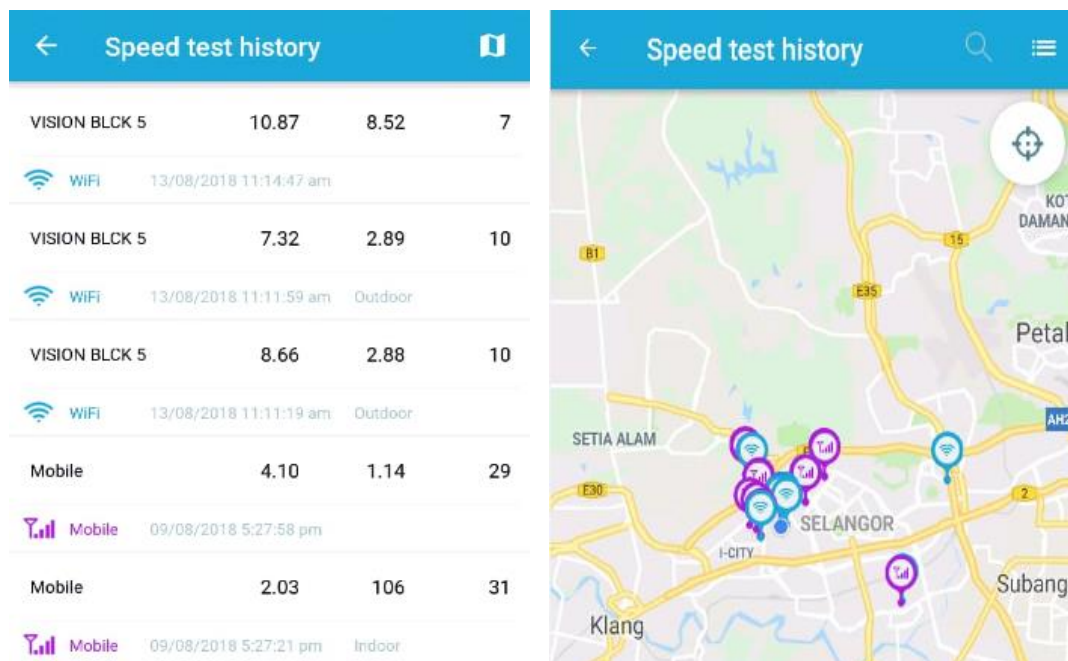 Speed test history
VISION BLCK 5 10.87 8.52 7
WiFi 13/08/2018 11:14:47 am
VISION BLCK 5 7.32 2.89 10
WiFi 13/08/2018 11:11:59 am Outdoor
VISION BLCK 5 8.66 2.88 10
WiFi 13/08/2018 11:11:19 am Outdoor
Mobile 4.10 1.14 29
Mobile 09/08/2018 5:27:58 pm
Mobile 2.03 106 31
Mobile 09/08/2018 5:27:21 pm Indoor
Speed test history
KOT
DAMAN
15
B1
E35
Petal
AH2
SETIA ALAM
E30
2
SELANGOR
I-CITY
Subang
Klang